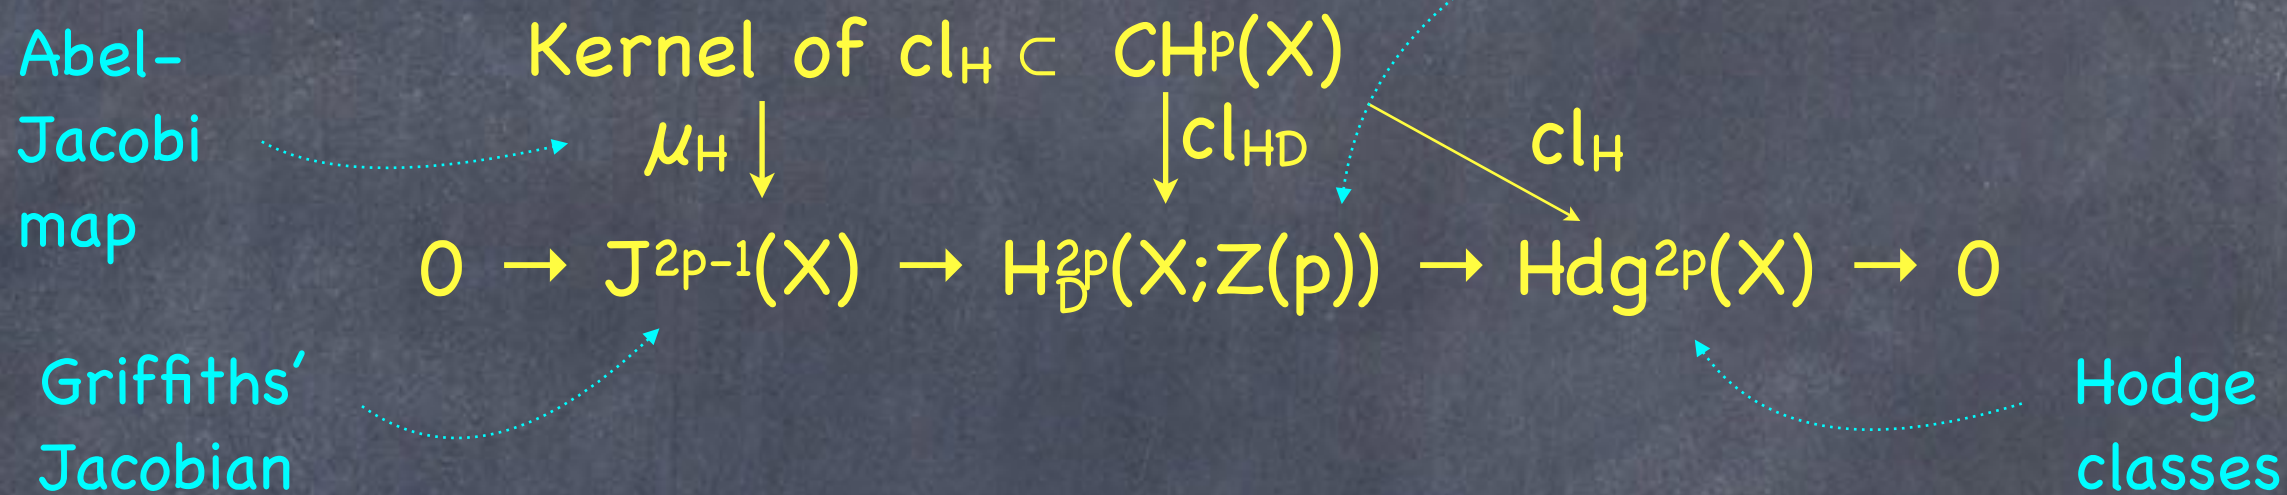 Abel-
Jacobi
map
Kernel of clH ⊂ CHp(X)
μH
clHD
clH
0 → J2p-1(X) → HD2p(X;Z(p)) → Hdg2p(X) → 0
Griffiths’
Jacobian
Hodge
classes